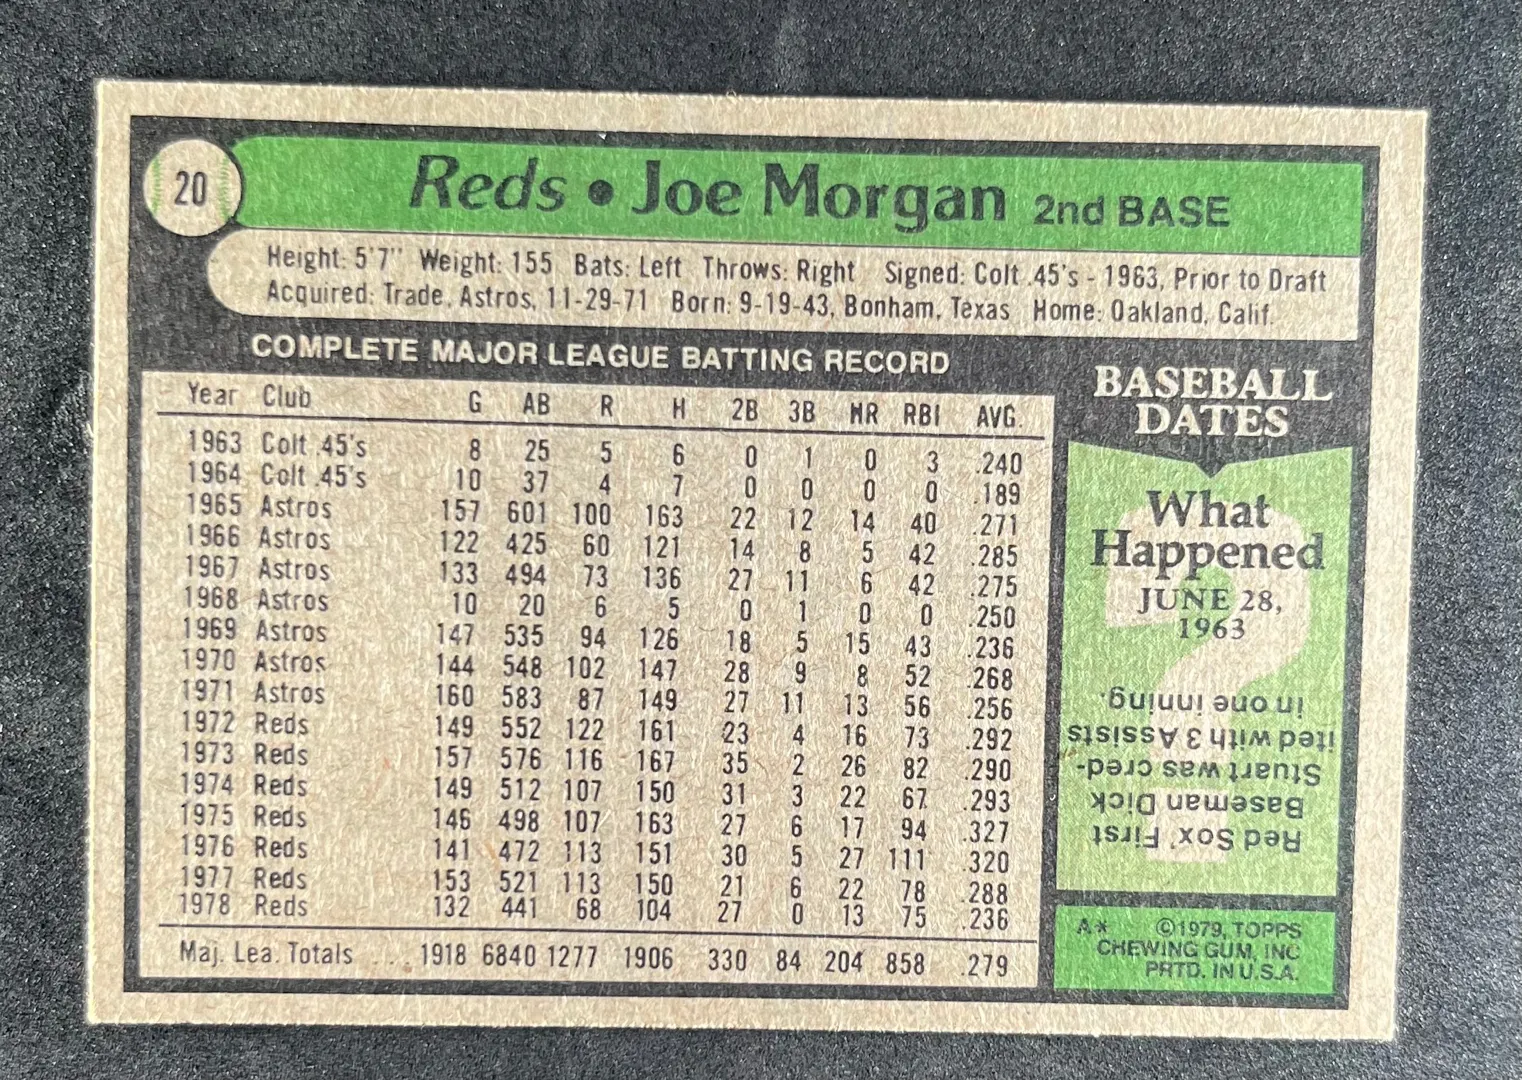 20
Reds • Joe Morgan 2nd BASE
Height: 5'7" Weight: 155 Bats: Left Throws: Right Signed: Colt .45's - 1963, Prior to Draft
Acquired: Trade, Astros, 11-29-71 Born: 9-19-43, Bonham, Texas Home: Oakland, Calif.
COMPLETE MAJOR LEAGUE BATTING RECORD
Year Club G AB R H 2B 3B HR RBI AVG.
1963 Colt .45's 8 25 5 6 0 1 0 3 .240
1964 Colt .45's 10 37 4 7 0 0 0 0 .189
1965 Astros 157 601 100 163 22 12 14 40 .271
1966 Astros 122 425 60 121 14 8 5 42 .285
1967 Astros 133 494 73 136 27 11 6 42 .275
1968 Astros 10 20 6 5 0 1 0 0 .250
1969 Astros 147 535 94 126 18 5 15 43 .236
1970 Astros 144 548 102 147 28 9 8 52 .268
1971 Astros 160 583 87 149 27 11 13 56 .256
1972 Reds 149 552 122 161 23 4 16 73 .292
1973 Reds 157 576 116 167 35 2 26 82 .290
1974 Reds 149 512 107 150 31 3 22 67 .293
1975 Reds 146 498 107 163 27 6 17 94 .327
1976 Reds 141 472 113 151 30 5 27 111 .320
1977 Reds 153 521 113 150 21 6 22 78 .288
1978 Reds 132 441 68 104 27 0 13 75 .236
Maj. Lea. Totals ... 1918 6840 1277 1906 330 84 204 858 .279
BASEBALL
DATES
What
Happened
JUNE 28,
1963
Red Sox' First
Baseman Dick
Stuart was cred-
ited with 3 Assists
in one inning.
A* ©1979, TOPPS
CHEWING GUM, INC
PRTD. IN U.S.A.